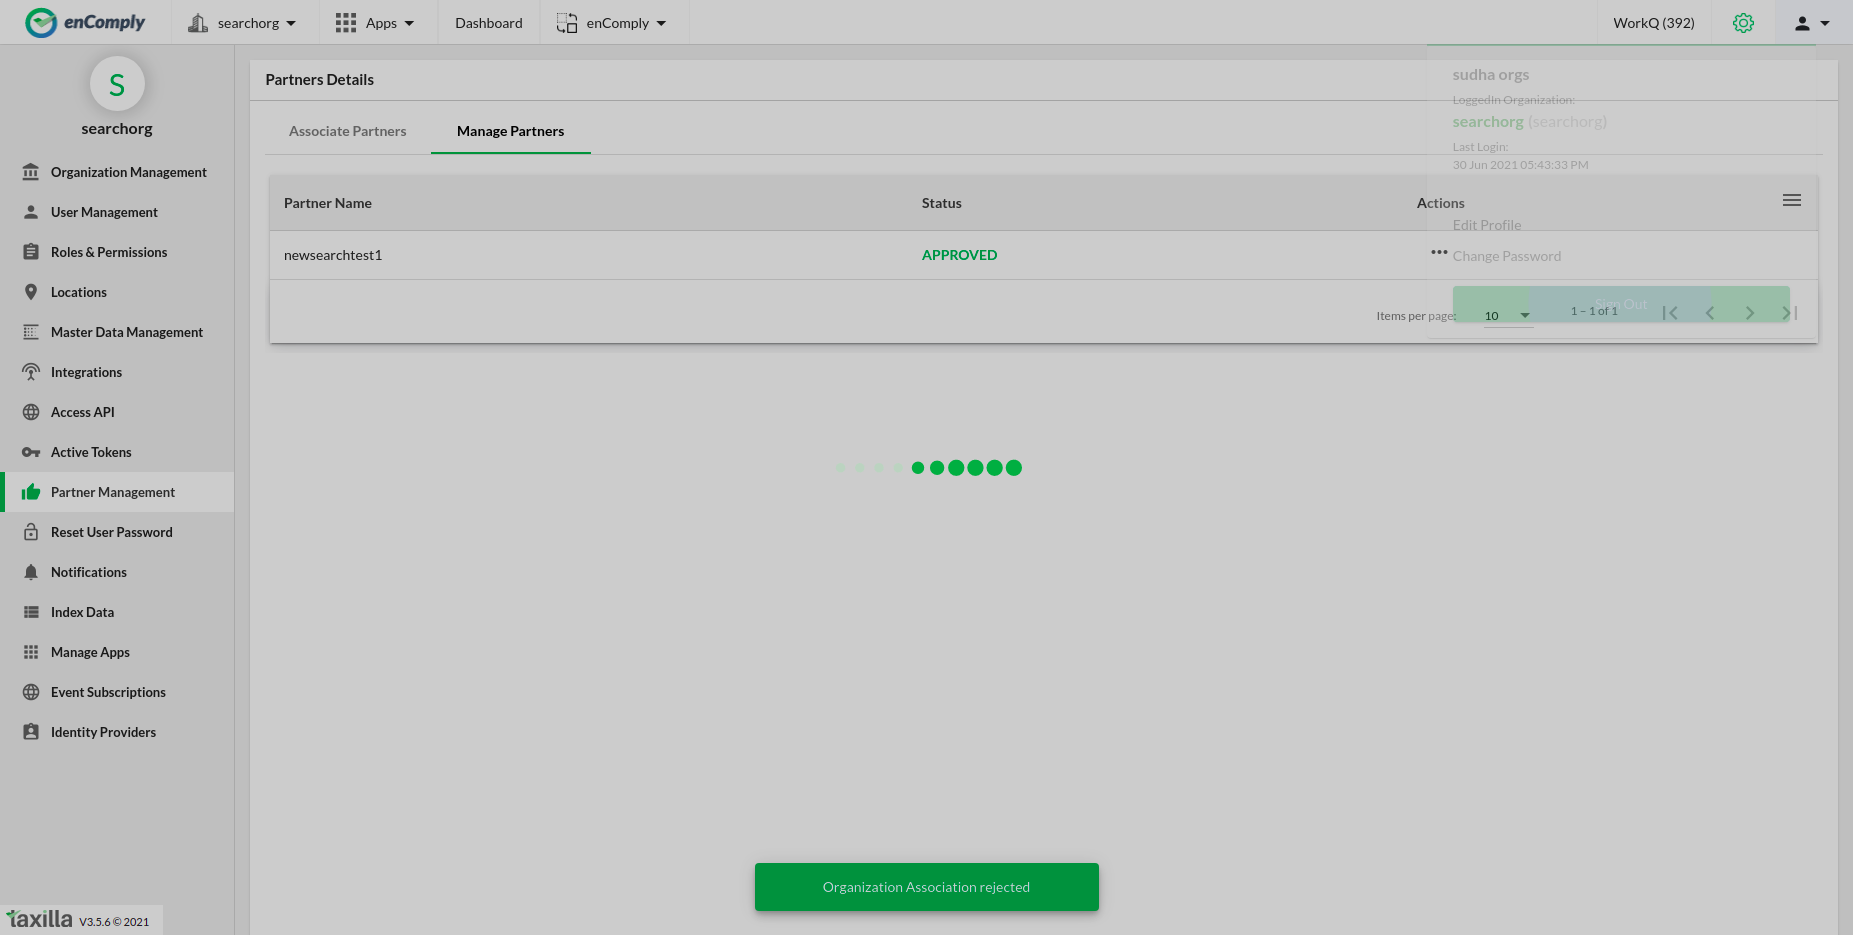 enComply
searchorg
Apps
Dashboard
enComply
WorkQ (392)
S
searchorg
Organization Management
User Management
Roles & Permissions
Locations
Master Data Management
Integrations
Access API
Active Tokens
Partner Management
Reset User Password
Notifications
Index Data
Manage Apps
Event Subscriptions
Identity Providers
taxilla V3.5.6 © 2021
Partners Details
Associate Partners
Manage Partners
Partner Name
Status
Actions
newsearchtest1
APPROVED
Items per page:
10
1 – 1 of 1
sudha orgs
LoggedIn Organization:
searchorg (searchorg)
Last Login:
30 Jun 2021 05:43:33 PM
Edit Profile
Change Password
Sign Out
Organization Association rejected